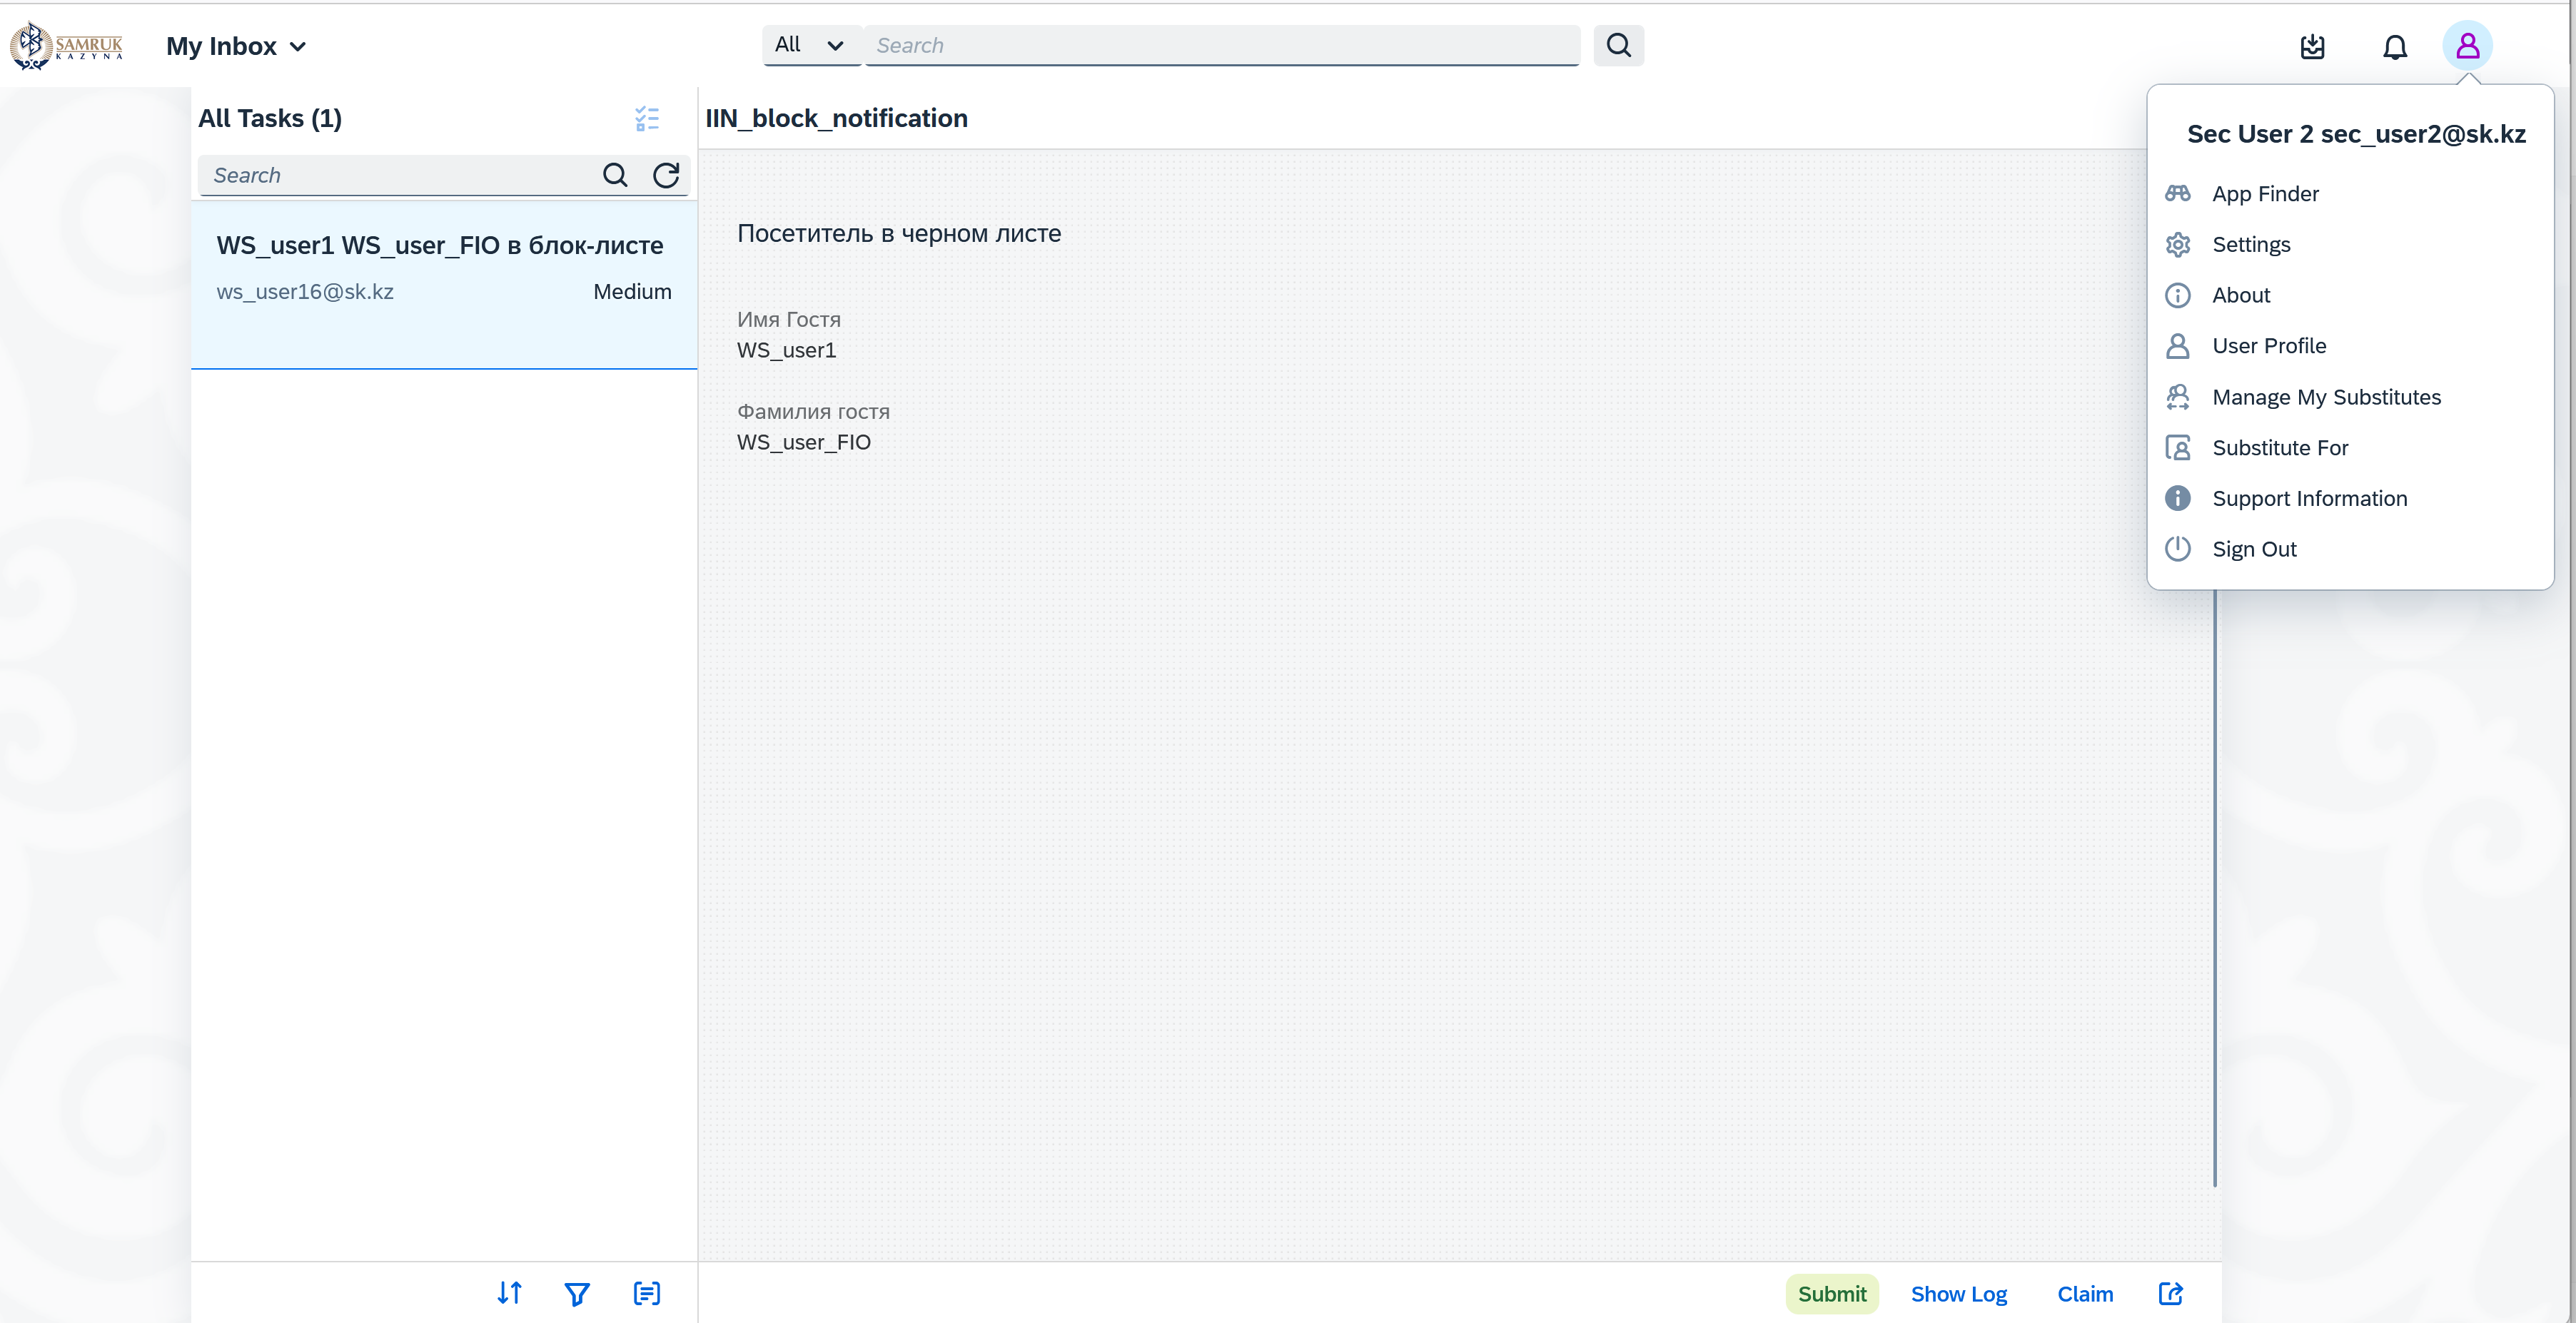 SAMRUK
KAZYNA
My Inbox
All
Search
All Tasks (1)
Search
WS_user1 WS_user_FIO в блок-листе
ws_user16@sk.kz
Medium
IIN_block_notification
Посетитель в черном листе
Имя Гостя
WS_user1
Фамилия гостя
WS_user_FIO
Sec User 2 sec_user2@sk.kz
App Finder
Settings
About
User Profile
Manage My Substitutes
Substitute For
Support Information
Sign Out
Submit
Show Log
Claim